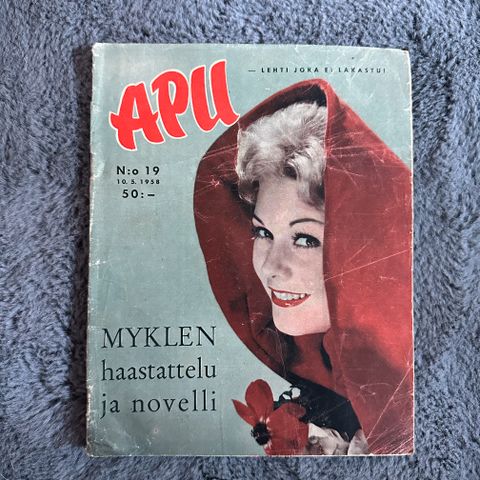 APU
— LEHTI JOKA EI LAKASTU!
N:o 19
10. 5. 1958
50:-
MYKLEN
haastattelu
ja novelli